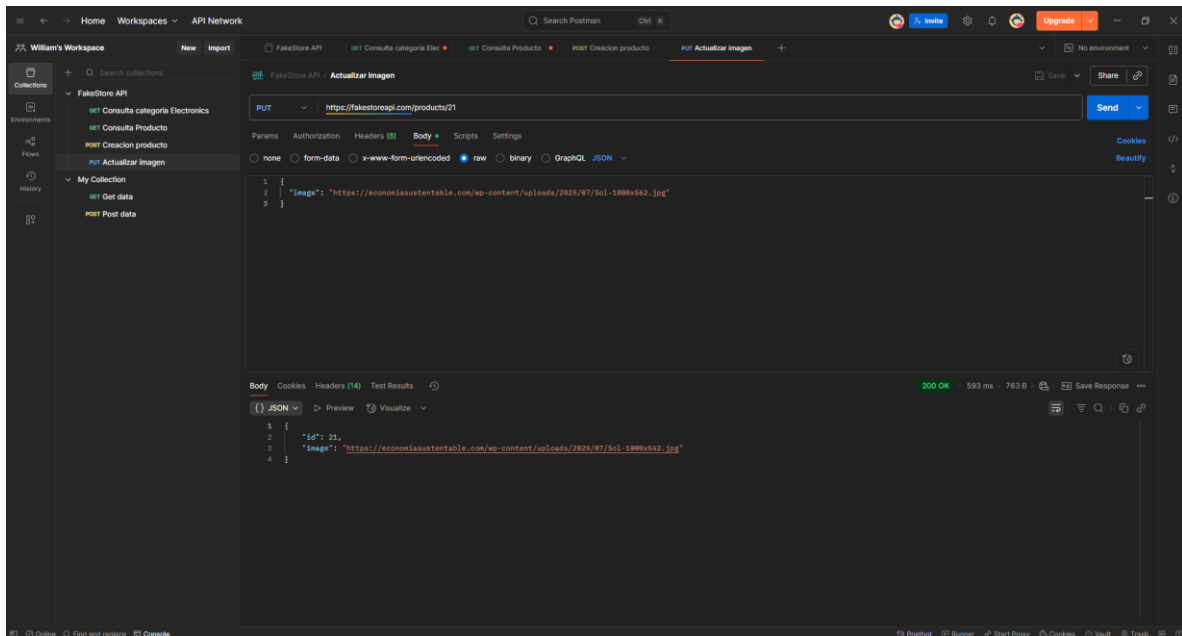 Home Workspaces API Network Search Postman Ctrl K Invite Upgrade
William's Workspace New Import FakeStore API GET Consulta categoria Elec GET Consulta Producto POST Creacion producto PUT Actualizar imagen No environment
Collections Search collections FakeStore API / Actualizar imagen Save Share
FakeStore API
Environments GET Consulta categoria Electronics PUT https://fakestoreapi.com/products/21 Send
GET Consulta Producto
Flows POST Creacion producto Params Authorization Headers (8) Body Scripts Settings Cookies
PUT Actualizar imagen none form-data x-www-form-urlencoded raw binary GraphQL JSON Beautify
History My Collection
GET Get data
POST Post data
1 {
2 "image": "https://economiasustentable.com/wp-content/uploads/2025/07/Sol-1000x562.jpg"
3 }
Body Cookies Headers (14) Test Results 200 OK 593 ms 763 B Save Response
{} JSON Preview Visualize
1 {
2 "id": 21,
3 "image": "https://economiasustentable.com/wp-content/uploads/2025/07/Sol-1000x562.jpg"
4 }
Online Find and replace Console Postbot Runner Start Proxy Cookies Vault Trash